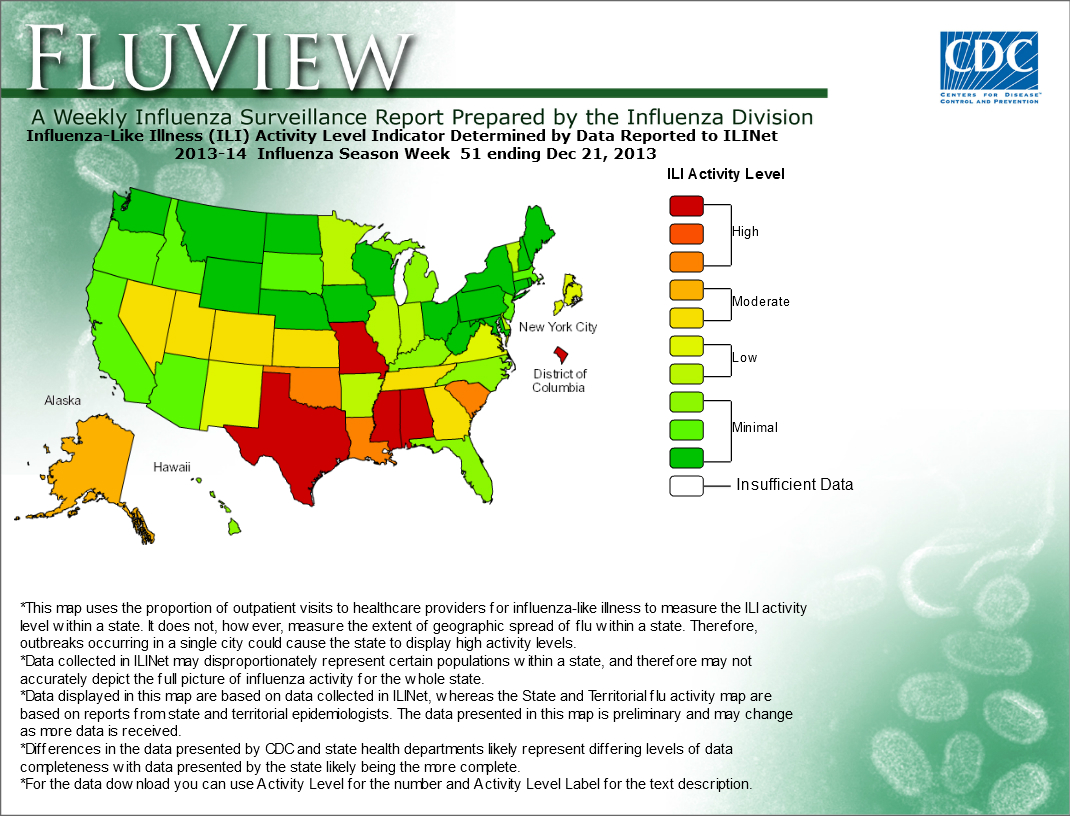 FLUVIEW
CDC
CENTERS FOR DISEASE™
CONTROL AND PREVENTION
A Weekly Influenza Surveillance Report Prepared by the Influenza Division
Influenza-Like Illness (ILI) Activity Level Indicator Determined by Data Reported to ILINet
2013-14 Influenza Season Week 51 ending Dec 21, 2013
ILI Activity Level
High
Moderate
Low
Minimal
Insufficient Data
New York City
District of
Columbia
Alaska
Hawaii
*This map uses the proportion of outpatient visits to healthcare providers for influenza-like illness to measure the ILI activity
level within a state. It does not, however, measure the extent of geographic spread of flu within a state. Therefore,
outbreaks occurring in a single city could cause the state to display high activity levels.
*Data collected in ILINet may disproportionately represent certain populations within a state, and therefore may not
accurately depict the full picture of influenza activity for the whole state.
*Data displayed in this map are based on data collected in ILINet, whereas the State and Territorial flu activity map are
based on reports from state and territorial epidemiologists. The data presented in this map is preliminary and may change
as more data is received.
*Differences in the data presented by CDC and state health departments likely represent differing levels of data
completeness with data presented by the state likely being the more complete.
*For the data download you can use Activity Level for the number and Activity Level Label for the text description.